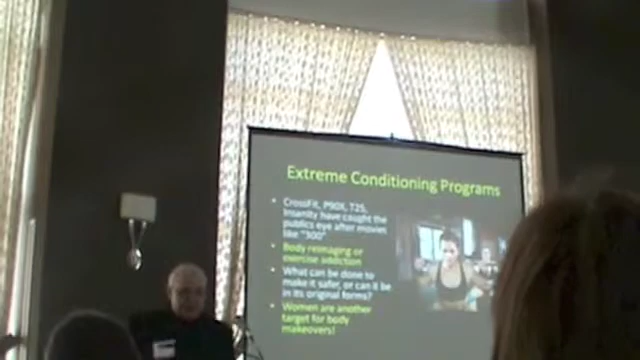 Extreme Conditioning Programs
• CrossFit, P90X, T25,
Insanity have caught the
publics eye after movies
like "300"
• Body reimaging or
exercise addiction
• What can be done to
make it safer, or can it be
in its original forms?
• Women are another
target for body
makeovers!